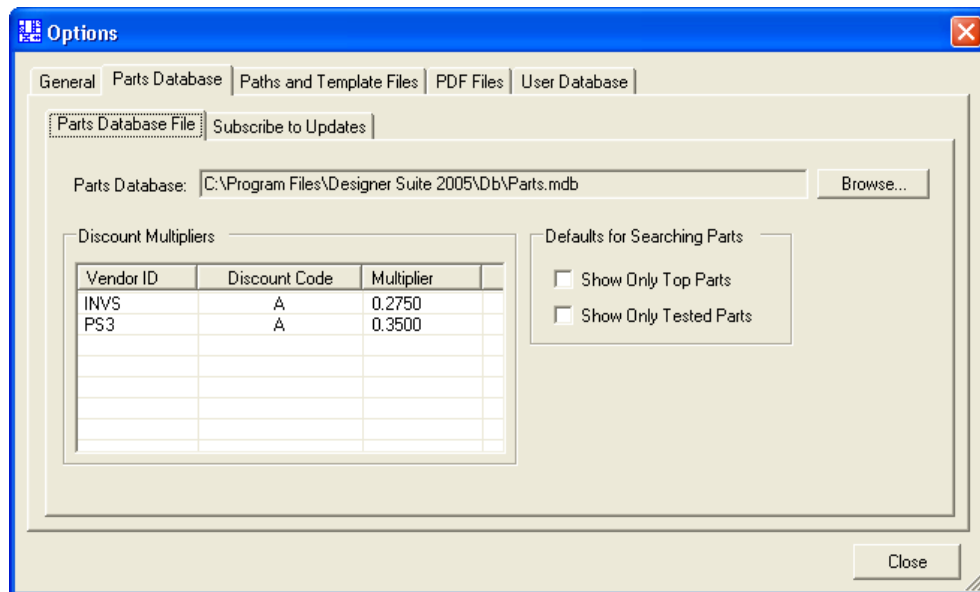 Options
General Parts Database Paths and Template Files PDF Files User Database
Parts Database File Subscribe to Updates
Parts Database: C:\Program Files\Designer Suite 2005\Db\Parts.mdb Browse...
Discount Multipliers
Vendor ID Discount Code Multiplier
INVS A 0.2750
PS3 A 0.3500
Defaults for Searching Parts
Show Only Top Parts
Show Only Tested Parts
Close